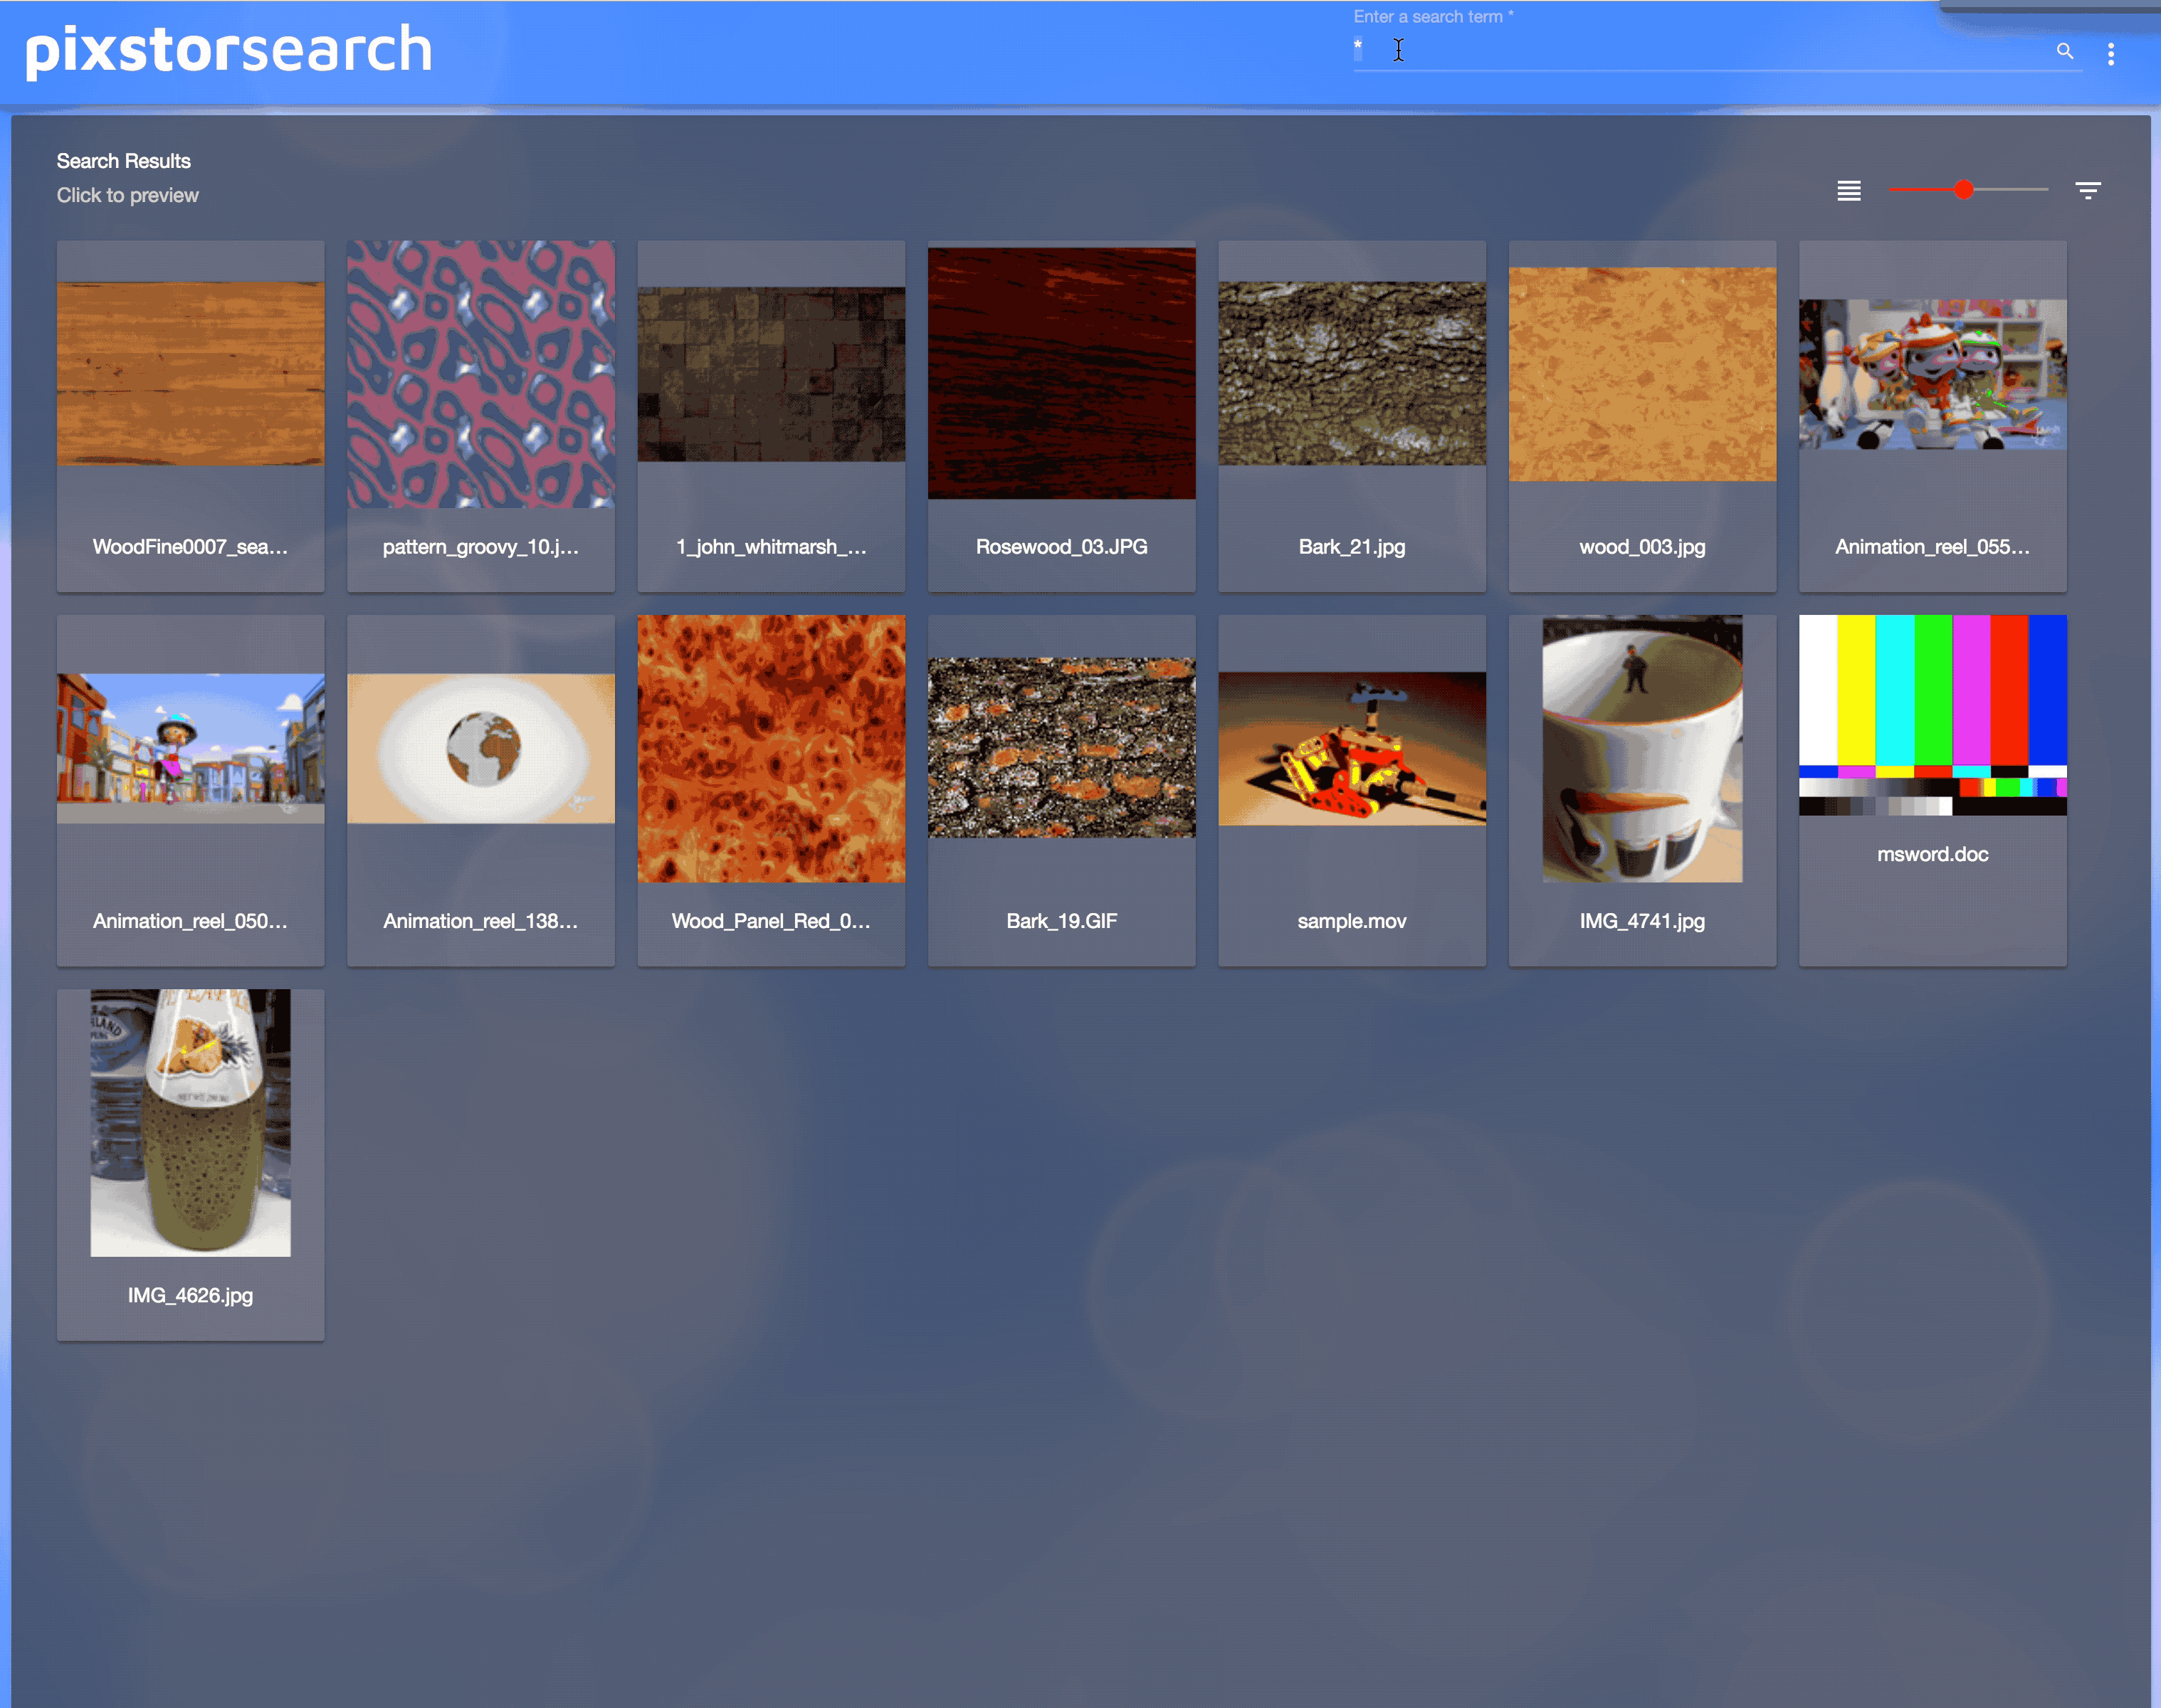 pixstorsearch
Enter a search term *
*
Search Results
Click to preview
WoodFine0007_sea...
pattern_groovy_10.j...
1_john_whitmarsh_...
Rosewood_03.JPG
Bark_21.jpg
wood_003.jpg
Animation_reel_055...
Animation_reel_050...
Animation_reel_138...
Wood_Panel_Red_0...
Bark_19.GIF
sample.mov
IMG_4741.jpg
msword.doc
IMG_4626.jpg